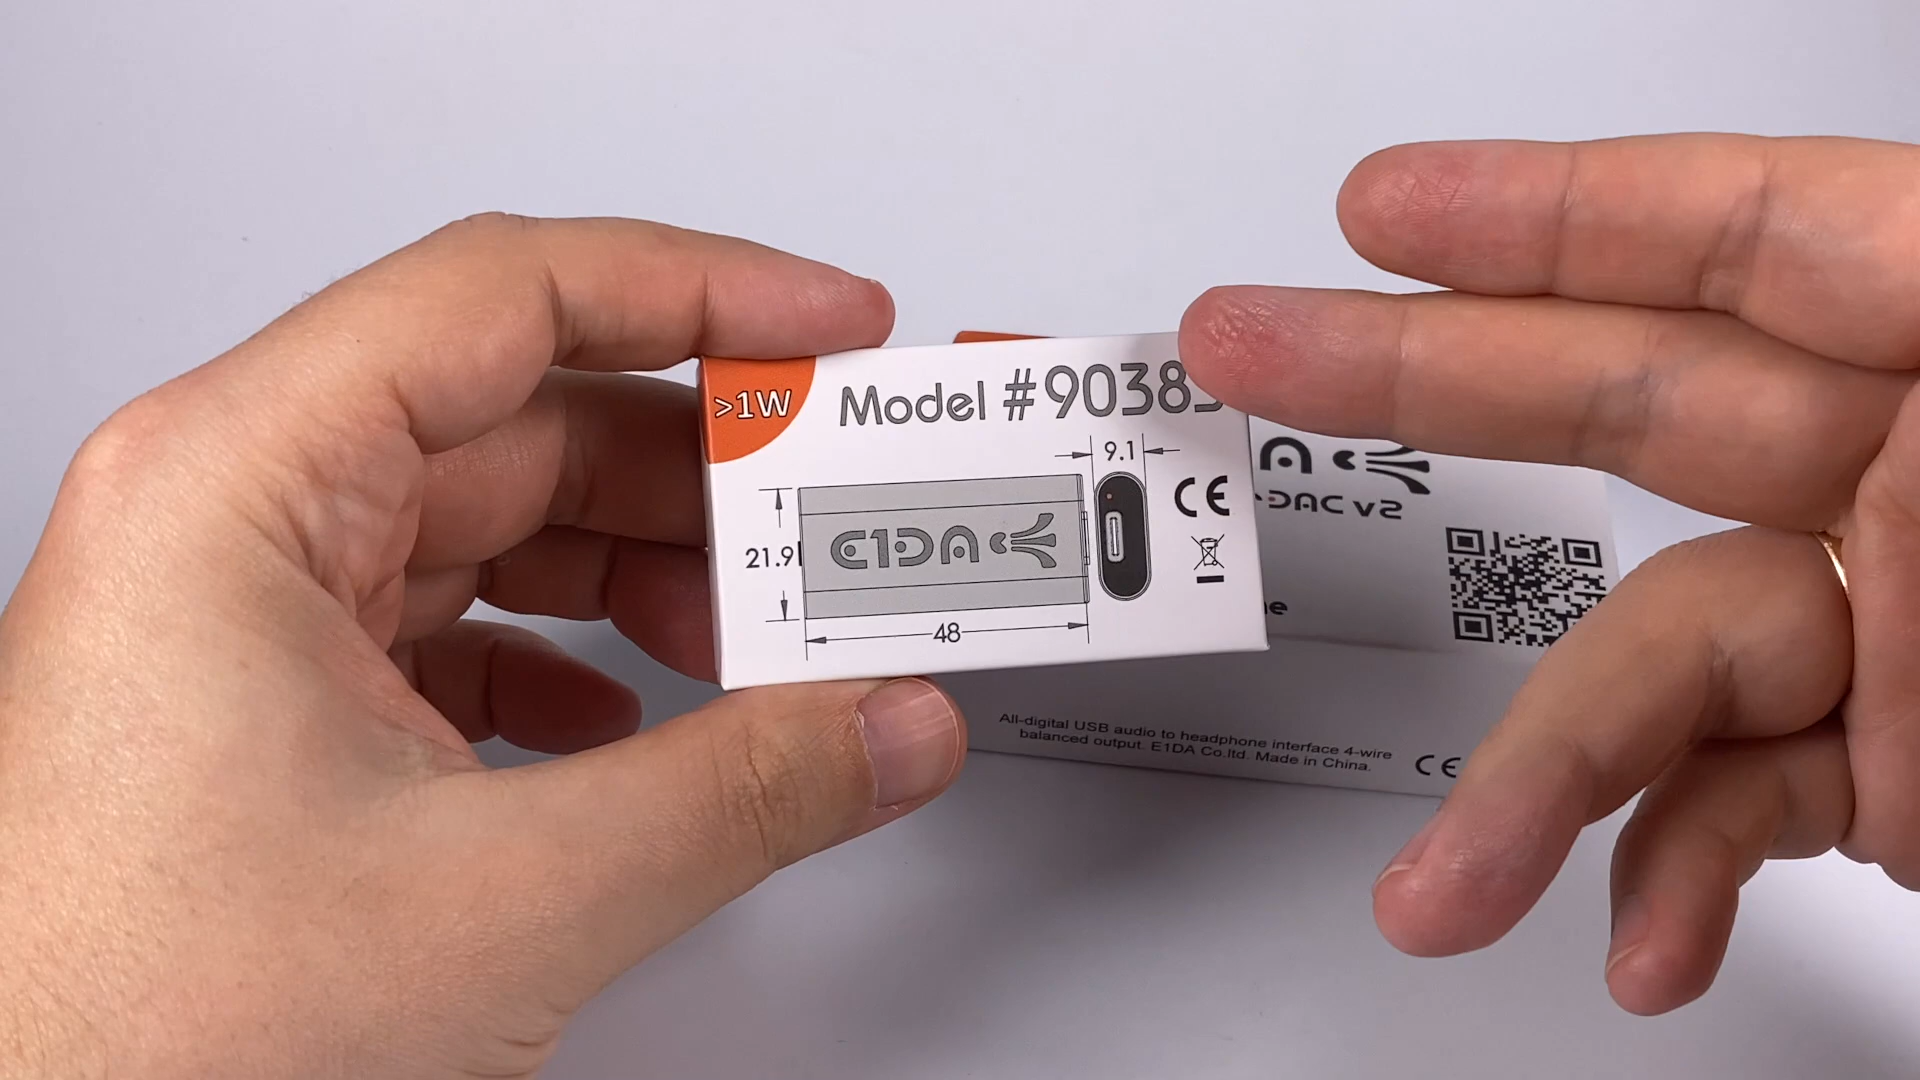 >1W
Model #9038S
9.1
CE
21.9
E1DA
48
DAC v2
All-digital USB audio to headphone interface 4-wire
balanced output. E1DA Co.ltd. Made in China.
CE